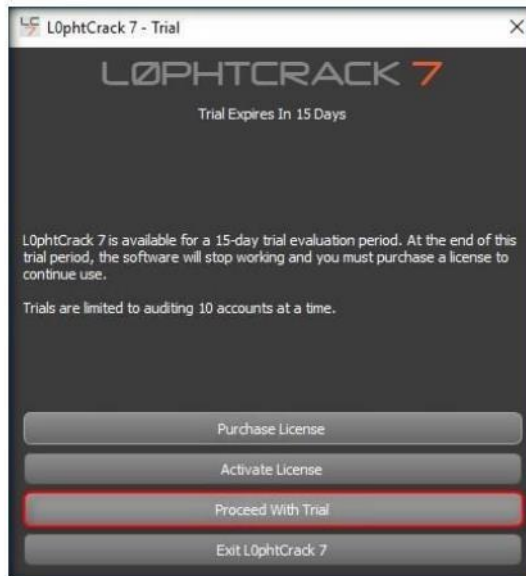 LC
7
L0phtCrack 7 - Trial
LØPHTCRACK 7
Trial Expires In 15 Days
L0phtCrack 7 is available for a 15-day trial evaluation period. At the end of this
trial period, the software will stop working and you must purchase a license to
continue use.
Trials are limited to auditing 10 accounts at a time.
Purchase License
Activate License
Proceed With Trial
Exit L0phtCrack 7